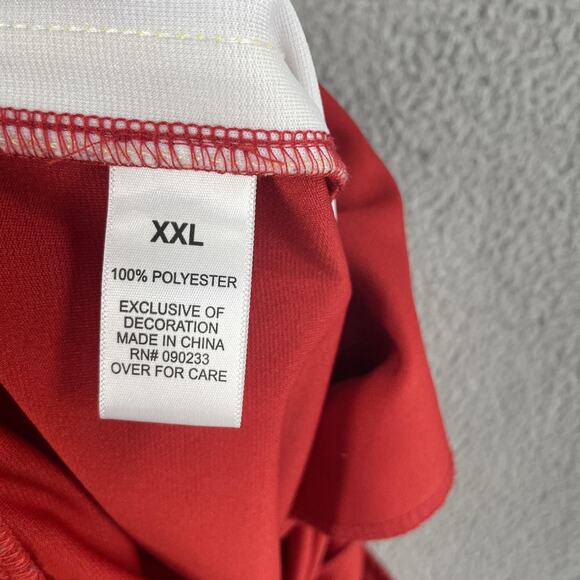 XXL
100% POLYESTER
EXCLUSIVE OF
DECORATION
MADE IN CHINA
RN# 090233
OVER FOR CARE